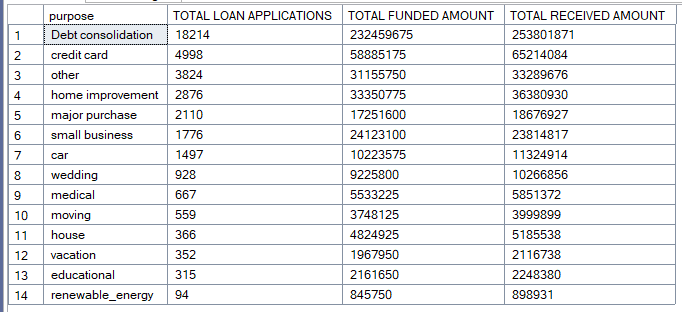 purpose TOTAL LOAN APPLICATIONS TOTAL FUNDED AMOUNT TOTAL RECEIVED AMOUNT
1 Debt consolidation 18214 232459675 253801871
2 credit card 4998 58885175 65214084
3 other 3824 31155750 33289676
4 home improvement 2876 33350775 36380930
5 major purchase 2110 17251600 18676927
6 small business 1776 24123100 23814817
7 car 1497 10223575 11324914
8 wedding 928 9225800 10266856
9 medical 667 5533225 5851372
10 moving 559 3748125 3999899
11 house 366 4824925 5185538
12 vacation 352 1967950 2116738
13 educational 315 2161650 2248380
14 renewable_energy 94 845750 898931